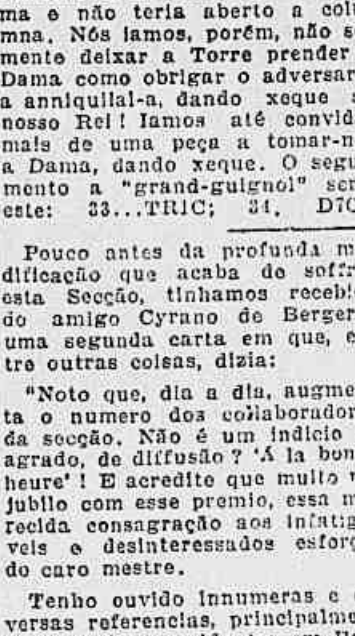 ma e não teria aberto a colu
mna. Nós iamos, porém, não s
mente deixar a Torre prender
Dama como obrigar o adversar
a anniquilal-a, dando xeque
nosso Rei! Iamos até convid
mais de uma peça a tomar-n
a Dama, dando xeque. O segu
mento a "grand-guignol" ser
este: 33...TR1C; 34. D7C
Pouco antes da profunda m
dificação que acaba de soffr
esta Secção, tinhamos recebi
do amigo Cyrano de Berger
uma segunda carta em que, e
tre outras coisas, dizia:
"Noto que, dia a dia, augme
ta o numero dos collaborador
da secção. Não é um indicio
agrado, de diffusão? 'Á la bon
heure'! E acredite que muito
jubilo com esse premio, essa m
recida consagração aos infatig
veis e desinteressados esforç
do caro mestre.
Tenho ouvido innumeras e
versas referencias, principalme